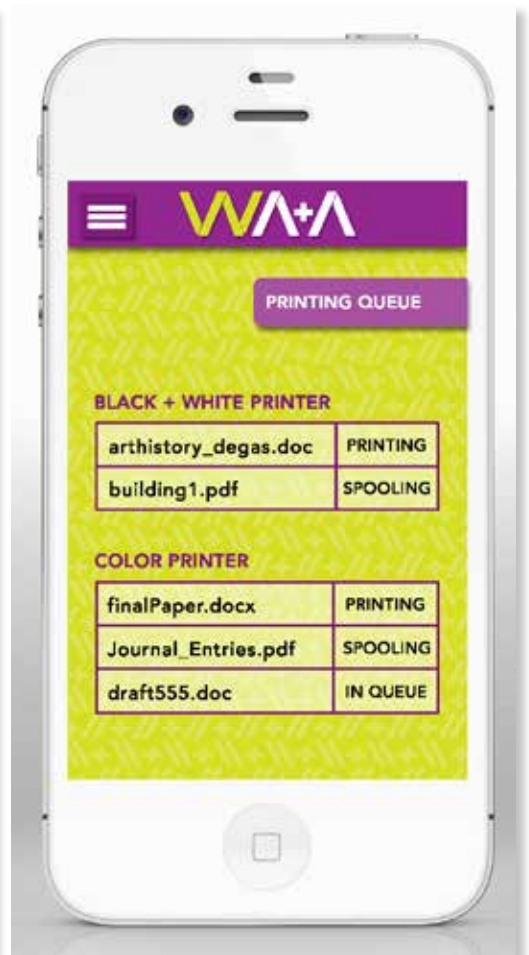 WA+A
PRINTING QUEUE
BLACK + WHITE PRINTER
arthistory_degas.doc PRINTING
building1.pdf SPOOLING
COLOR PRINTER
finalPaper.docx PRINTING
Journal_Entries.pdf SPOOLING
draft555.doc IN QUEUE